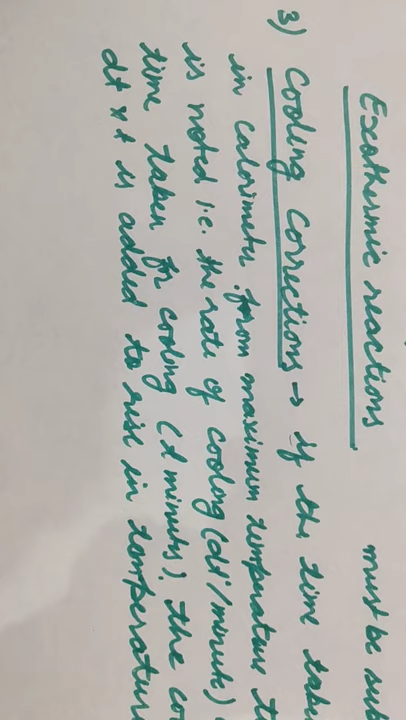 Exothermic reactions must be sub
3) Cooling corrections → if the time take
in calorimeter from maximum temperature t
is noted i.e. the rate of cooling (dt'/minute)
time taken for cooling (t minutes). the co
dt x t is added to rise in temperature